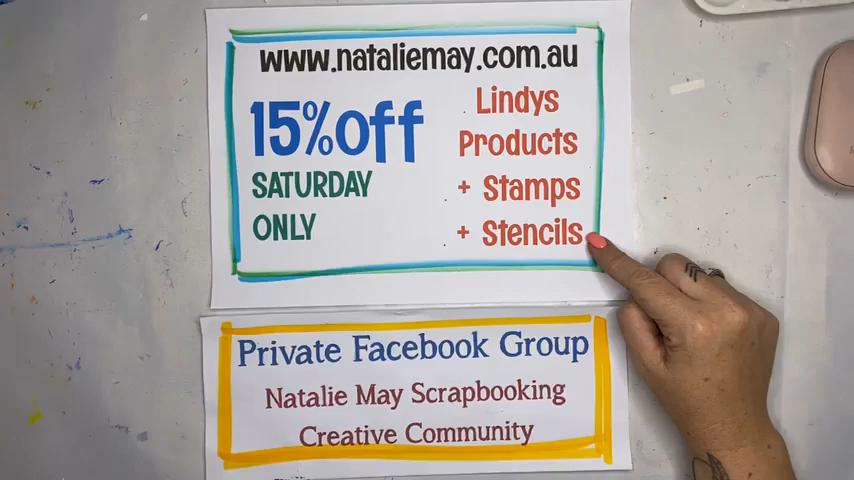 www.nataliemay.com.au
15%off
SATURDAY
ONLY
Lindys
Products
+ Stamps
+ Stencils
Private Facebook Group
Natalie May Scrapbooking
Creative Community